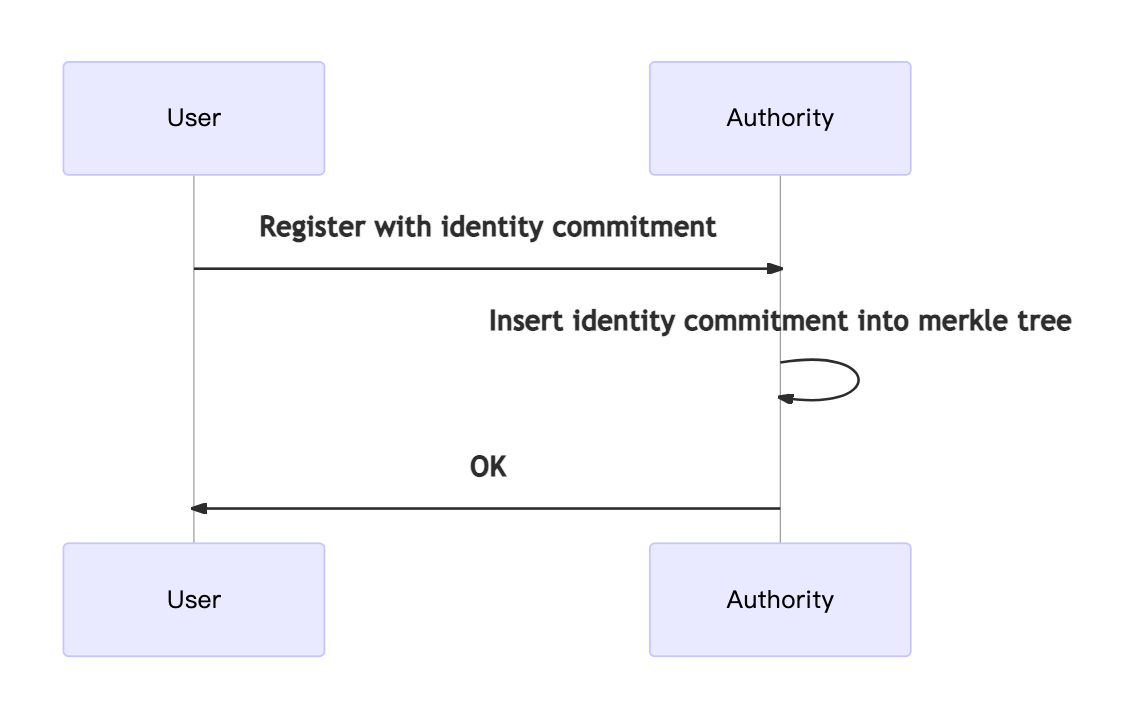 User
Authority
Register with identity commitment
Insert identity commitment into merkle tree
OK
User
Authority